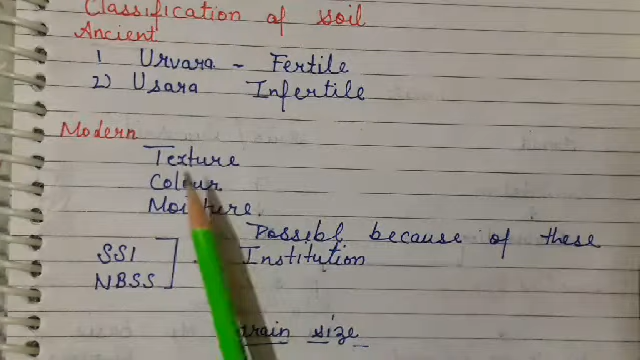 Classification of soil
Ancient
1 Urvara - Fertile
2) Usara Infertile
Modern
Texture
Colour
Moisture.
SSI
NBSS
Possibl because of these
Institution
size